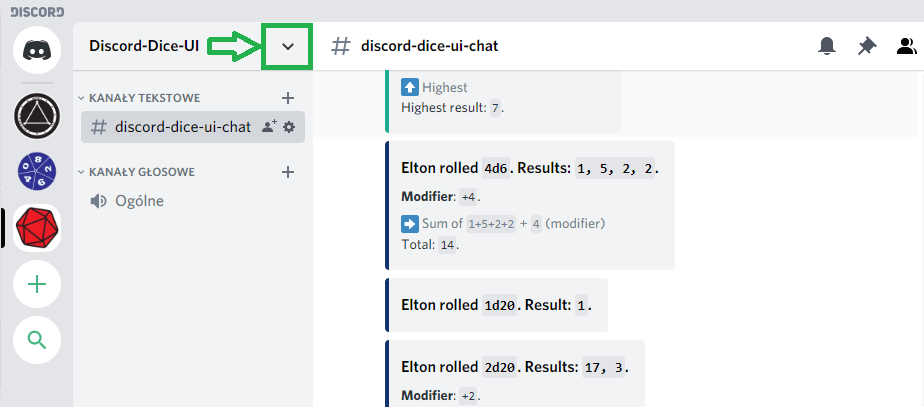 DISCORD
Discord-Dice-UI
# discord-dice-ui-chat
KANAŁY TEKSTOWE +
# discord-dice-ui-chat
KANAŁY GŁOSOWE +
Ogólne
Highest
Highest result: 7.
Elton rolled 4d6. Results: 1, 5, 2, 2.
Modifier: +4.
Sum of 1+5+2+2 + 4 (modifier)
Total: 14.
Elton rolled 1d20. Result: 1.
Elton rolled 2d20. Results: 17, 3.
Modifier: +2.